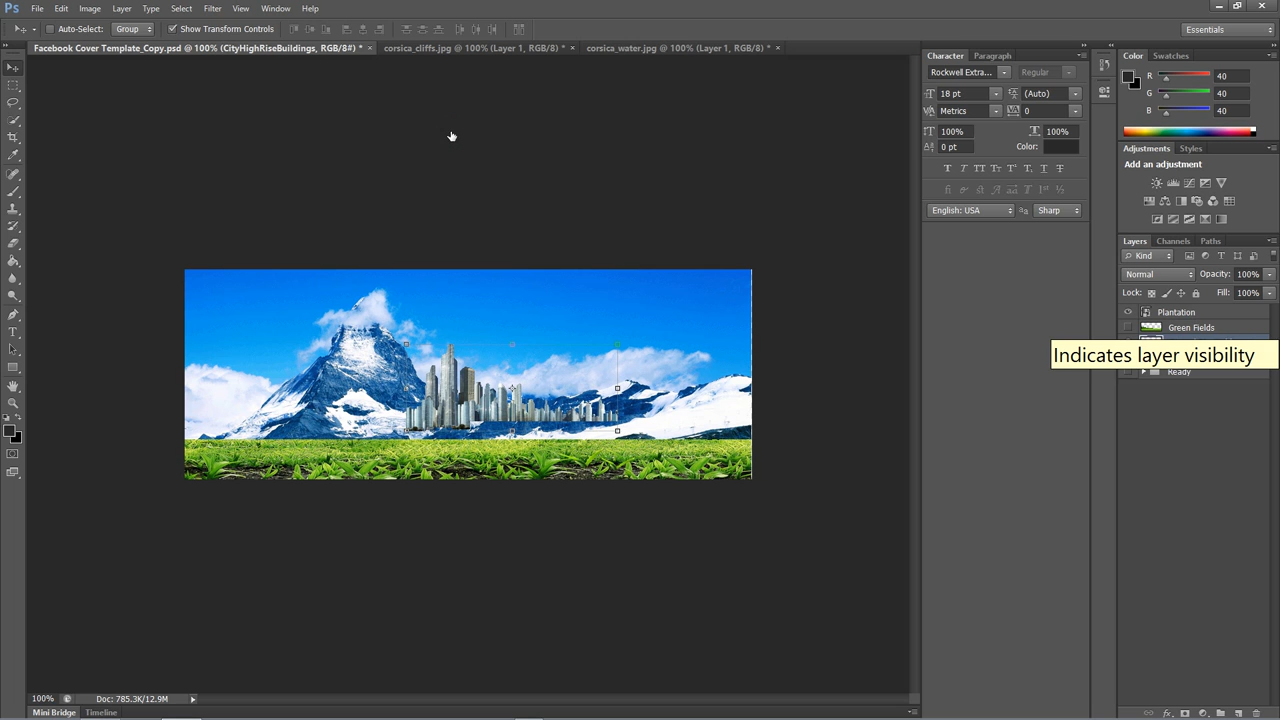 Ps File Edit Image Layer Type Select Filter View Window Help
Auto-Select: Group Show Transform Controls Essentials
Facebook Cover Template_Copy.psd @ 100% (CityHighRiseBuildings, RGB/8#) * × corsica_cliffs.jpg @ 100% (Layer 1, RGB/8) * × corsica_water.jpg @ 100% (Layer 1, RGB/8) * ×
Character Paragraph
Rockwell Extra... Regular
18 pt (Auto)
Metrics 0
100% 100%
0 pt Color:
English: USA Sharp
Color Swatches
R 40
G 40
B 40
Adjustments Styles
Add an adjustment
Layers Channels Paths
Kind
Normal Opacity: 100%
Lock: Fill: 100%
Plantation
Green Fields
Indicates layer visibility
Ready
100% Doc: 785.3K/12.9M
Mini Bridge Timeline